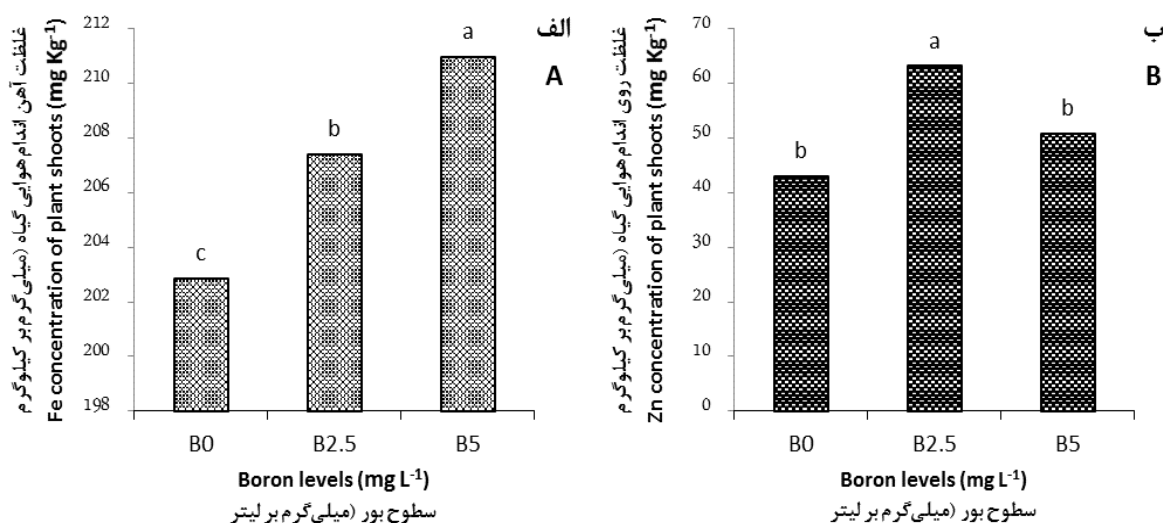 الف
A
غلظت آهن اندام هوایی گیاه (میلی‌گرم بر کیلوگرم
Fe concentration of plant shoots (mg Kg-1)
212
210
208
206
204
202
200
198
c
b
a
B0 B2.5 B5
Boron levels (mg L-1)
سطوح بور (میلی‌گرم بر لیتر
ب
B
غلظت روی اندام هوایی گیاه (میلی‌گرم بر کیلوگرم
Zn concentration of plant shoots (mg Kg-1)
70
60
50
40
30
20
10
0
b
a
b
B0 B2.5 B5
Boron levels (mg L-1)
سطوح بور (میلی‌گرم بر لیتر